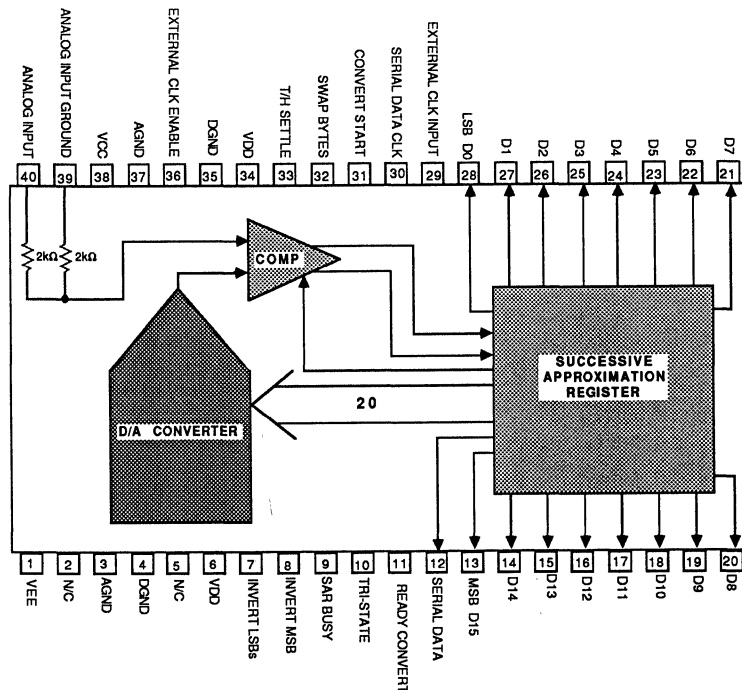 ANALOG INPUT
ANALOG INPUT GROUND
VCC
AGND
EXTERNAL CLK ENABLE
DGND
VDD
T/H SETTLE
SWAP BYTES
CONVERT START
SERIAL DATA CLK
EXTERNAL CLK INPUT
LSB D0
D1
D2
D3
D4
D5
D6
D7
40
39
38
37
36
35
34
33
32
31
30
29
28
27
26
25
24
23
22
21
2kΩ
2kΩ
COMP
SUCCESSIVE
APPROXIMATION
REGISTER
20
D/A CONVERTER
1
2
3
4
5
6
7
8
9
10
11
12
13
14
15
16
17
18
19
20
VEE
N/C
AGND
DGND
N/C
VDD
INVERT LSBs
INVERT MSB
SAR BUSY
TRI-STATE
READY CONVERT
SERIAL DATA
MSB D15
D14
D13
D12
D11
D10
D9
D8